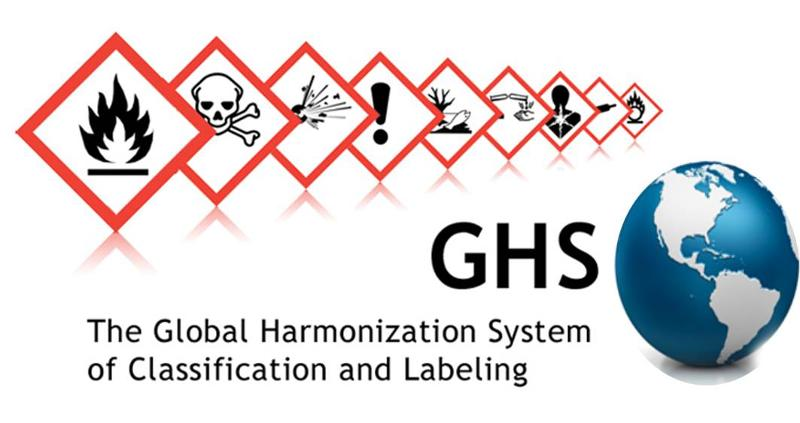 GHS
The Global Harmonization System
of Classification and Labeling